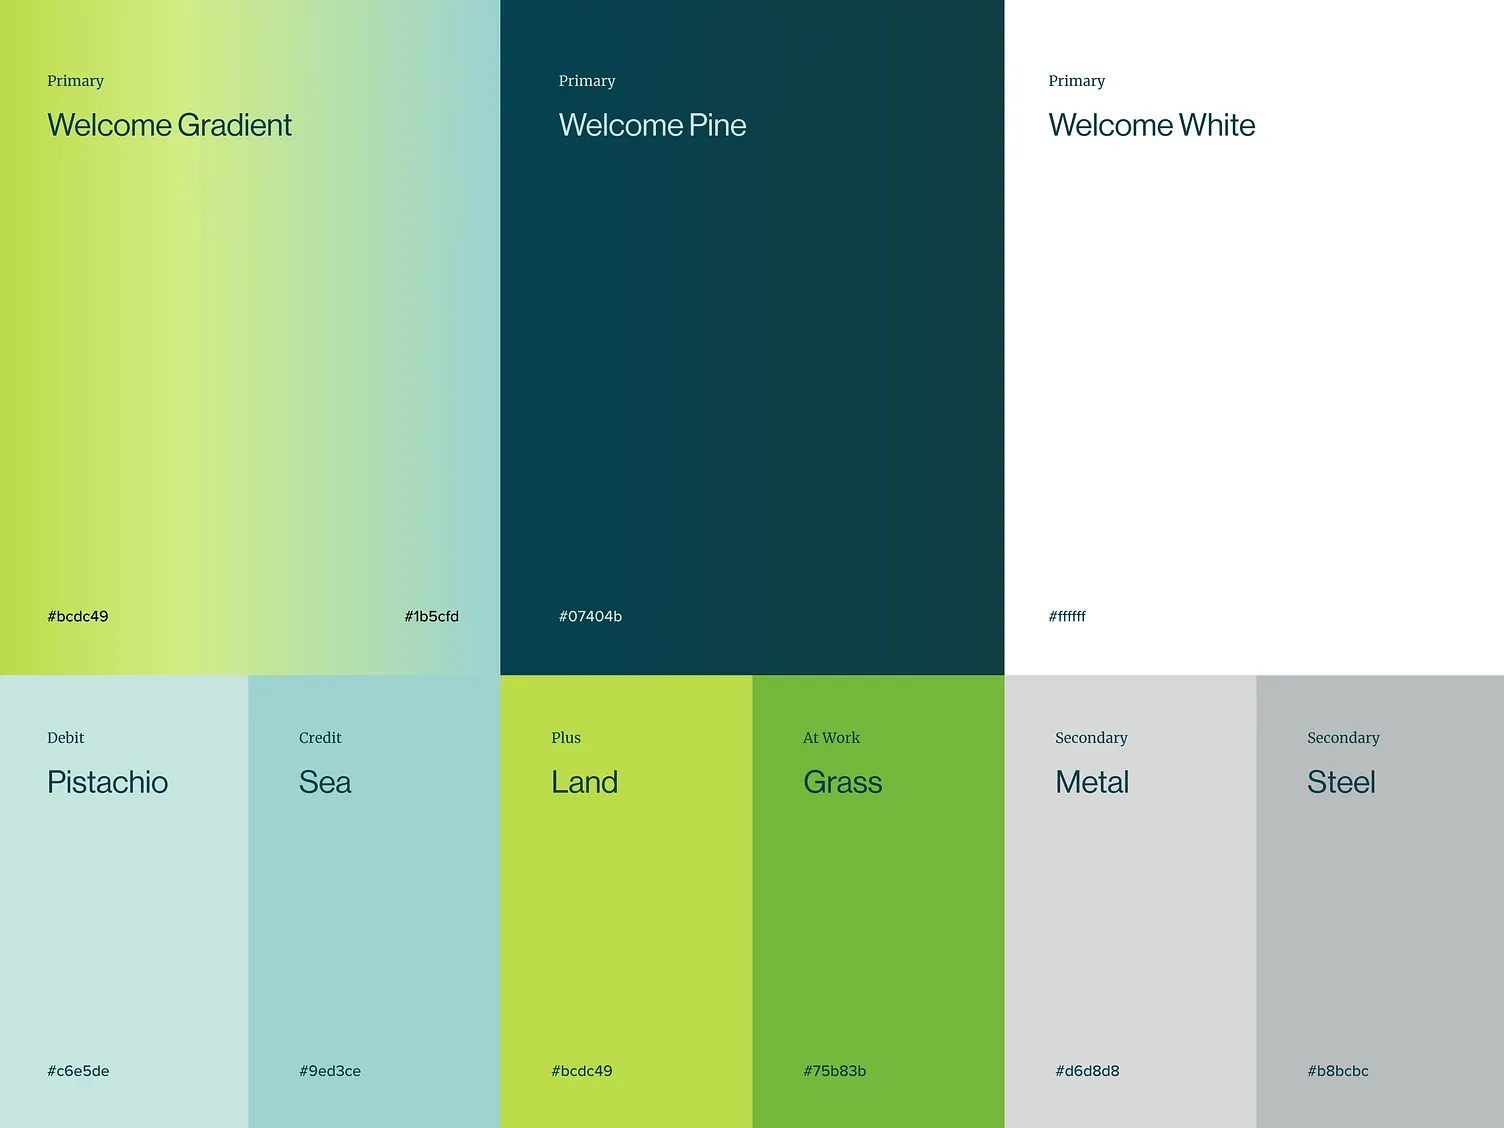 Primary
Welcome Gradient
#bcdc49
#1b5cfd
Primary
Welcome Pine
#07404b
Primary
Welcome White
#ffffff
Debit
Pistachio
#c6e5de
Credit
Sea
#9ed3ce
Plus
Land
#bcdc49
At Work
Grass
#75b83b
Secondary
Metal
#d6d8d8
Secondary
Steel
#b8bcbc